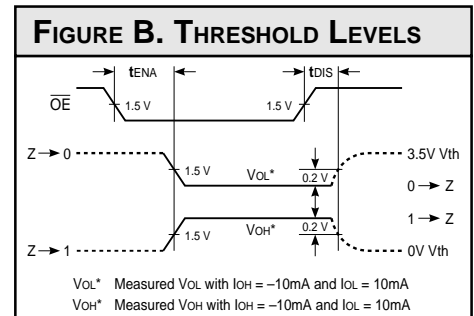 FIGURE B. THRESHOLD LEVELS
tENA tDIS
OE 1.5 V 1.5 V
Z 0 3.5V Vth
1.5 V VOL* 0.2 V
0 Z
1 Z
1.5 V VOH* 0.2 V
Z 1 0V Vth
VOL* Measured VOL with IOH = –10mA and IOL = 10mA
VOH* Measured VOH with IOH = –10mA and IOL = 10mA